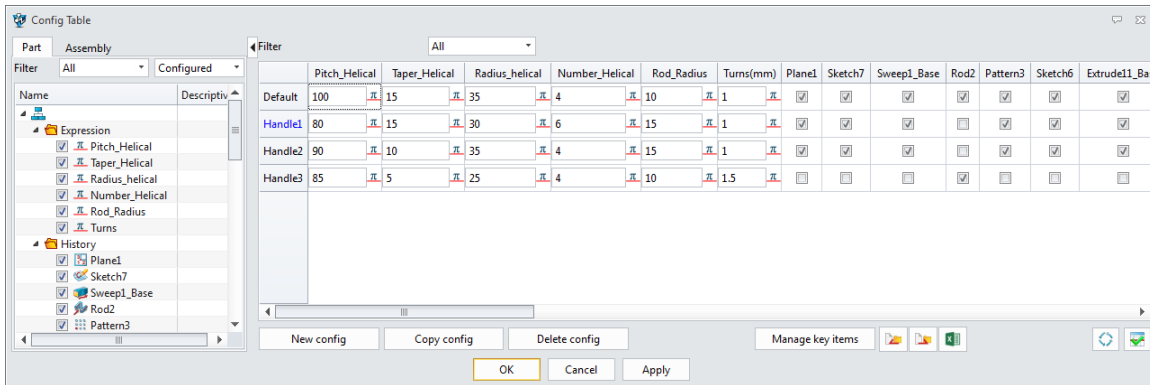 Config Table
Part Assembly
Filter All Configured
Name Descriptiv
Expression
π Pitch_Helical
π Taper_Helical
π Radius_helical
π Number_Helical
π Rod_Radius
π Turns
History
Plane1
Sketch7
Sweep1_Base
Rod2
Pattern3
Filter All
Pitch_Helical Taper_Helical Radius_helical Number_Helical Rod_Radius Turns(mm) Plane1 Sketch7 Sweep1_Base Rod2 Pattern3 Sketch6 Extrude11_Ba
Default 100 π 15 π 35 π 4 π 10 π 1 π
Handle1 80 π 15 π 30 π 6 π 15 π 1 π
Handle2 90 π 10 π 35 π 4 π 15 π 1 π
Handle3 85 π 5 π 25 π 4 π 10 π 1.5 π
New config Copy config Delete config Manage key items
OK Cancel Apply